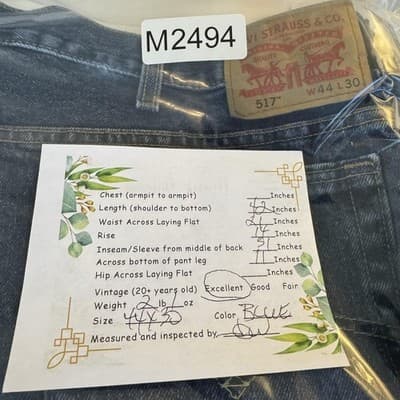 M2494
LEVI STRAUSS & CO.
517™ W44 L30
Chest (armpit to armpit) Inches
Length (shoulder to bottom) 42 Inches
Waist Across Laying Flat 21 Inches
Rise 14 Inches
Inseam/Sleeve from middle of back 31 Inches
Across bottom of pant leg 11 Inches
Hip Across Laying Flat Inches
Vintage (20+ years old) Excellent Good Fair
Weight 2 lb 1 oz
Size 44x30 Color Blue
Measured and inspected by